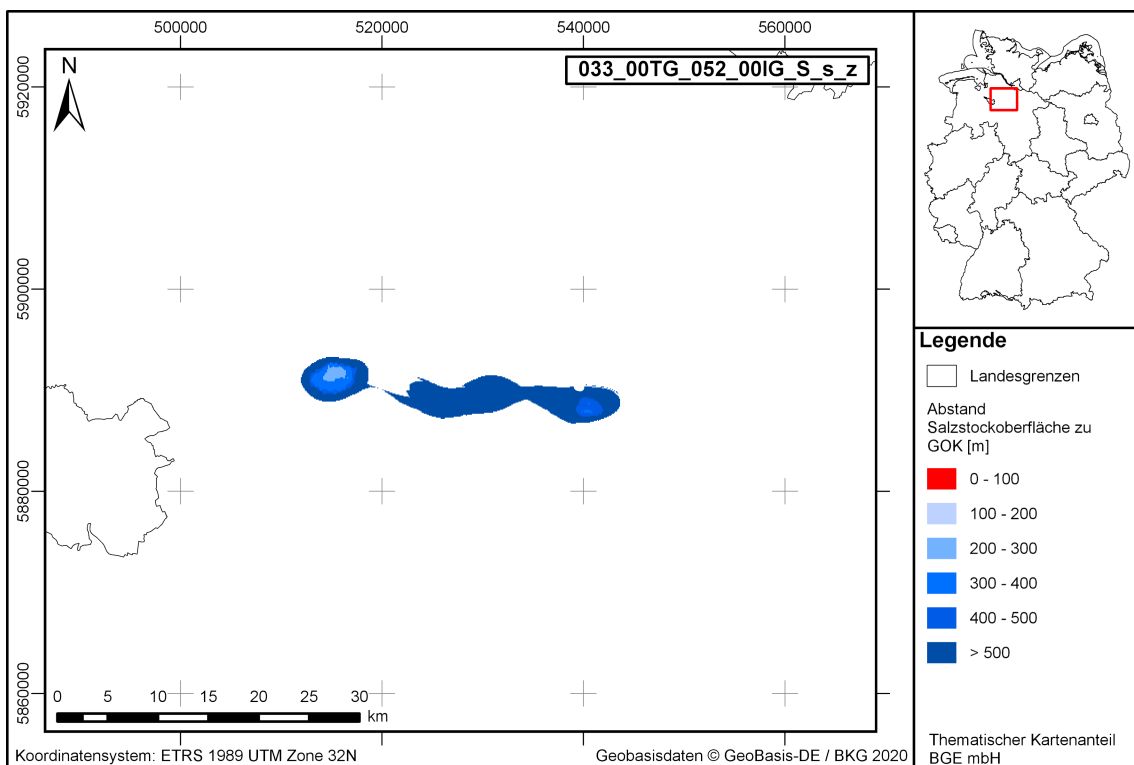 500000
520000
540000
560000
033_00TG_052_00IG_S_s_z
N
5920000
5900000
5880000
5860000
0 5 10 15 20 25 30
km
Koordinatensystem: ETRS 1989 UTM Zone 32N
Geobasisdaten © GeoBasis-DE / BKG 2020
Legende
Landesgrenzen
Abstand
Salzstockoberfläche zu
GOK [m]
0 - 100
100 - 200
200 - 300
300 - 400
400 - 500
> 500
Thematischer Kartenanteil
BGE mbH